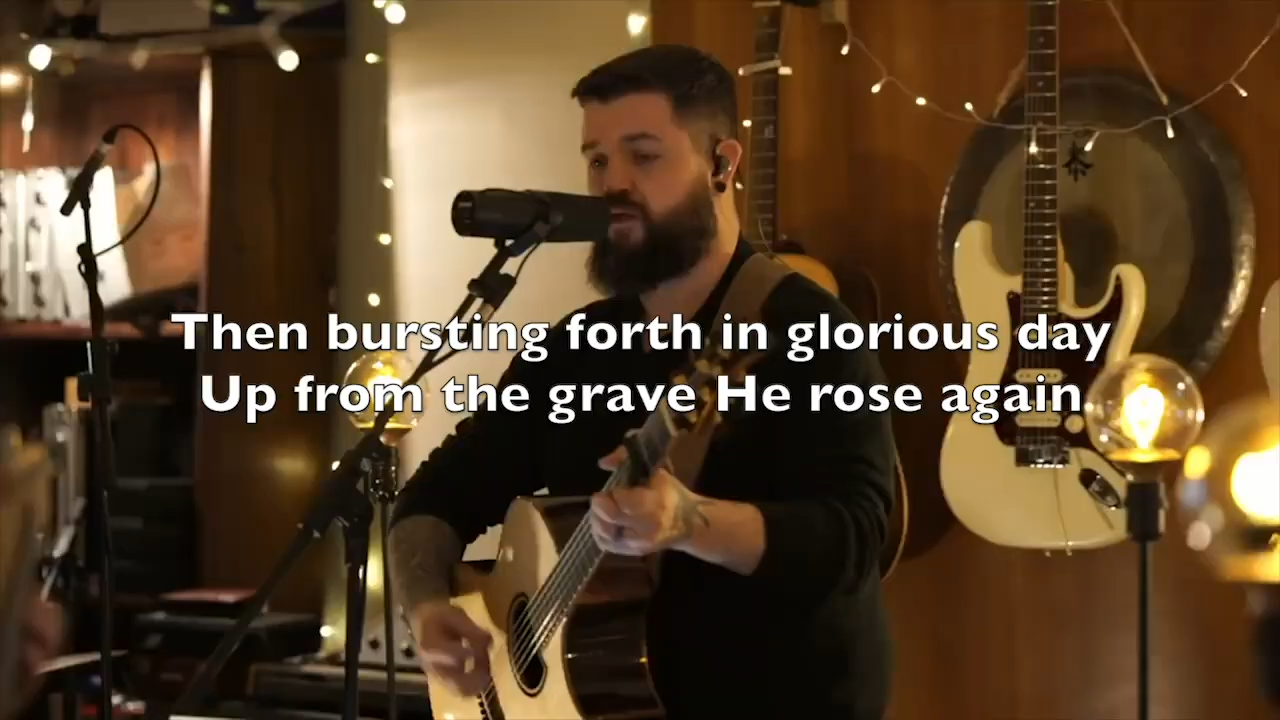 Then bursting forth in glorious day
Up from the grave He rose again